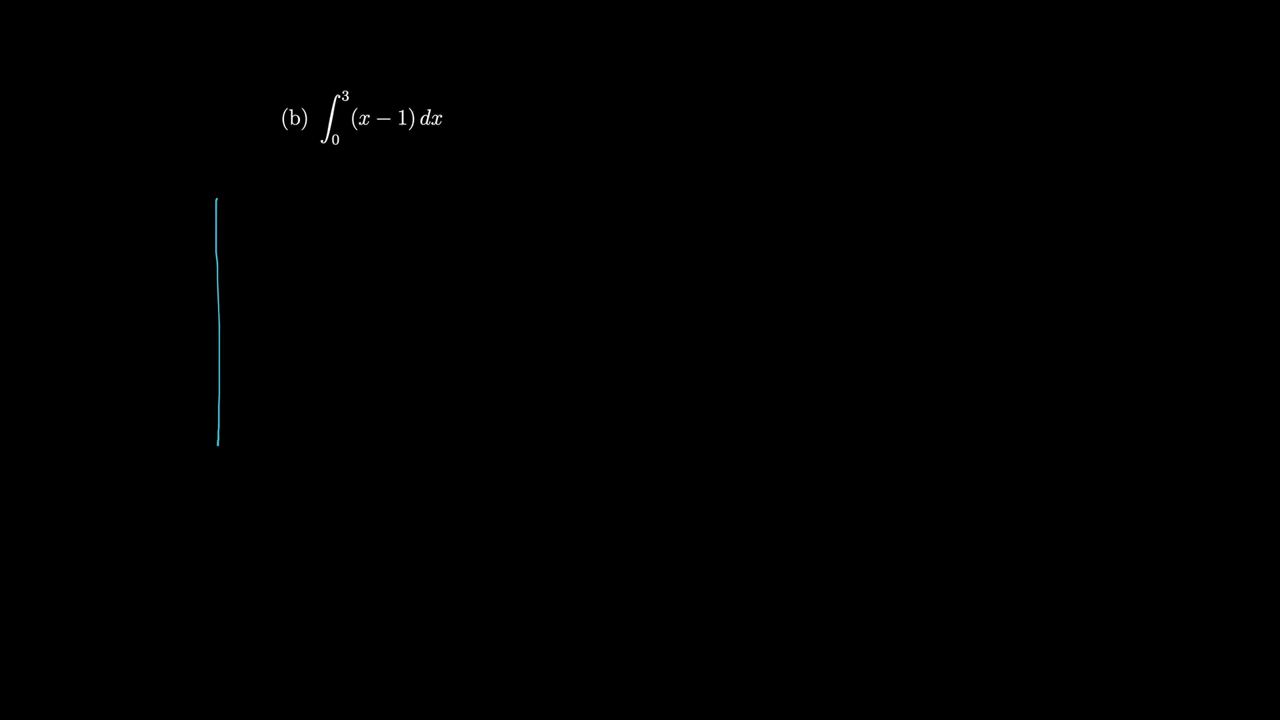 (b) ∫₀³ (x − 1) dx